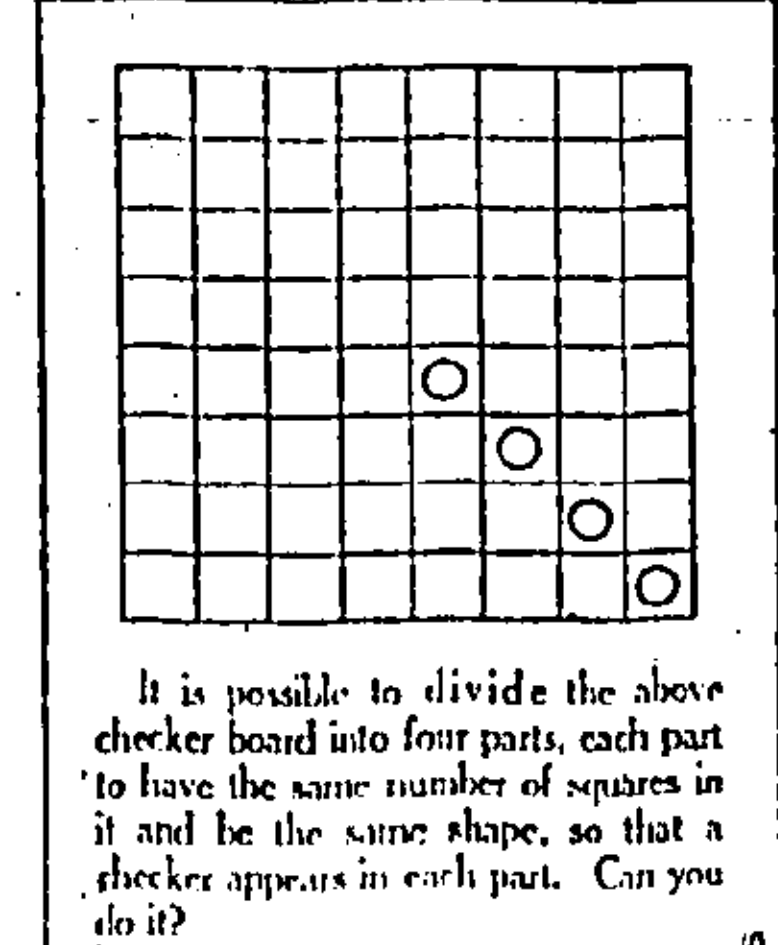 It is possible to divide the above
checker board into four parts, each part
to have the same number of squares in
it and be the same shape, so that a
checker appears in each part. Can you
do it?